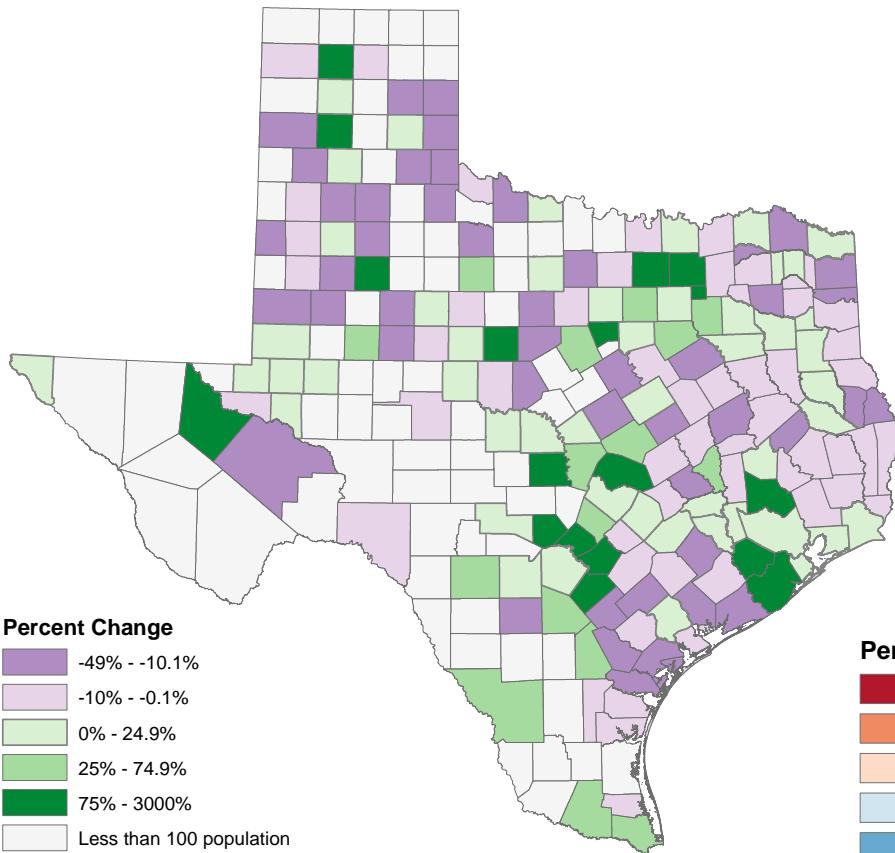 Percent Change
-49% - -10.1%
-10% - -0.1%
0% - 24.9%
25% - 74.9%
75% - 3000%
Less than 100 population